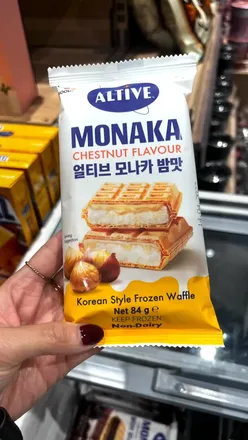 ALTIVE
MONAKA
CHESTNUT FLAVOUR
얼티브 모나카 밤맛
Korean Style Frozen Waffle
Net 84 g e
KEEP FROZEN
Non-Dairy